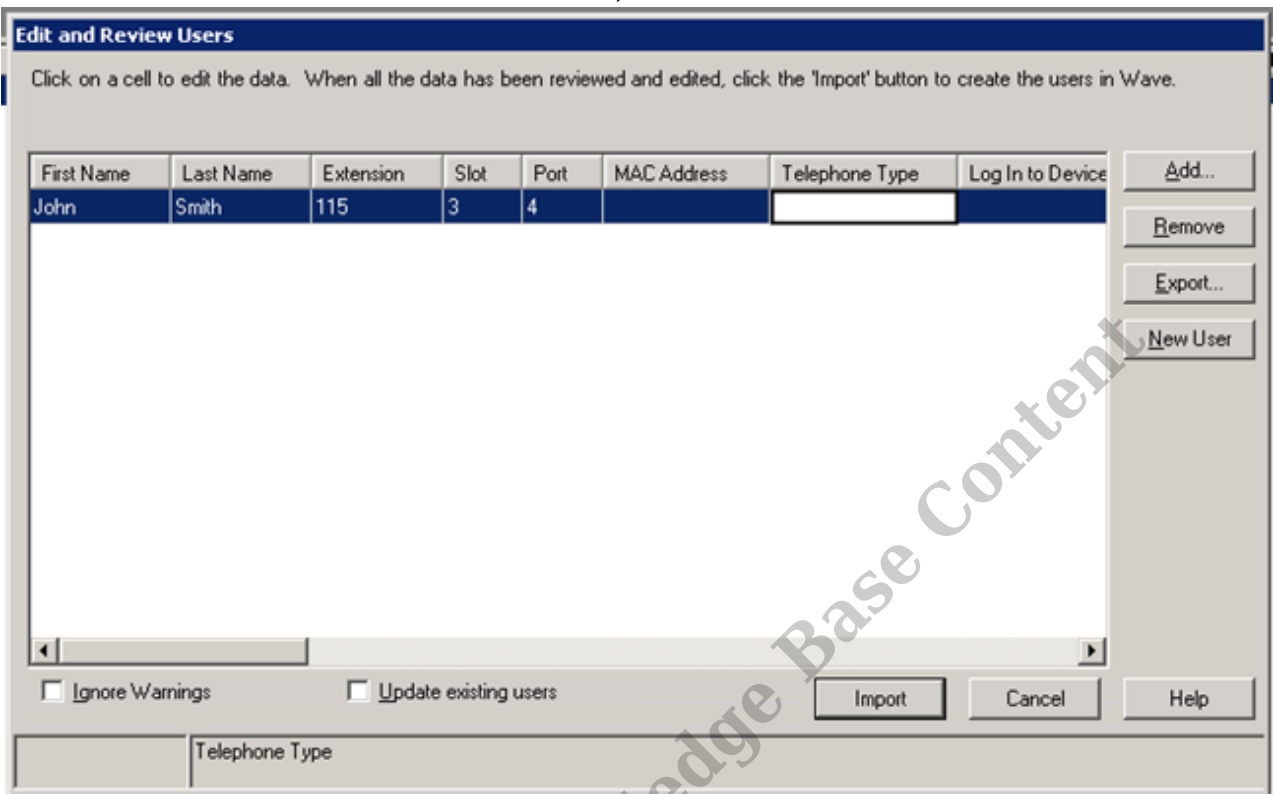 Edit and Review Users
Click on a cell to edit the data. When all the data has been reviewed and edited, click the 'Import' button to create the users in Wave.
First Name Last Name Extension Slot Port MAC Address Telephone Type Log In to Device
John Smith 115 3 4
Add...
Remove
Export...
New User
Ignore Warnings Update existing users Import Cancel Help
Telephone Type
Base Content